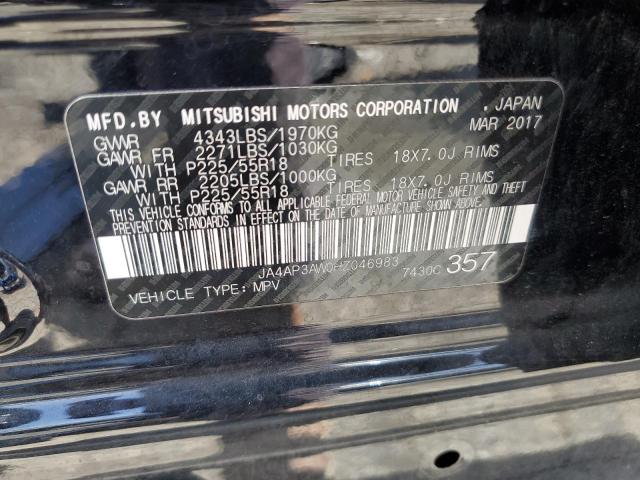 MFD.BY MITSUBISHI MOTORS CORPORATION . JAPAN
GVWR 4343LBS/1970KG MAR 2017
GAWR FR 2271LBS/1030KG
WITH P225/55R18 TIRES 18X7.0J RIMS
GAWR RR 2205LBS/1000KG
WITH P225/55R18 TIRES 18X7.0J RIMS
THIS VEHICLE CONFORMS TO ALL APPLICABLE FEDERAL MOTOR VEHICLE SAFETY AND THEFT
PREVENTION STANDARDS IN EFFECT ON THE DATE OF MANUFACTURE SHOWN ABOVE.
JA4AP3AW0HZ046983 7430C 357
VEHICLE TYPE: MPV